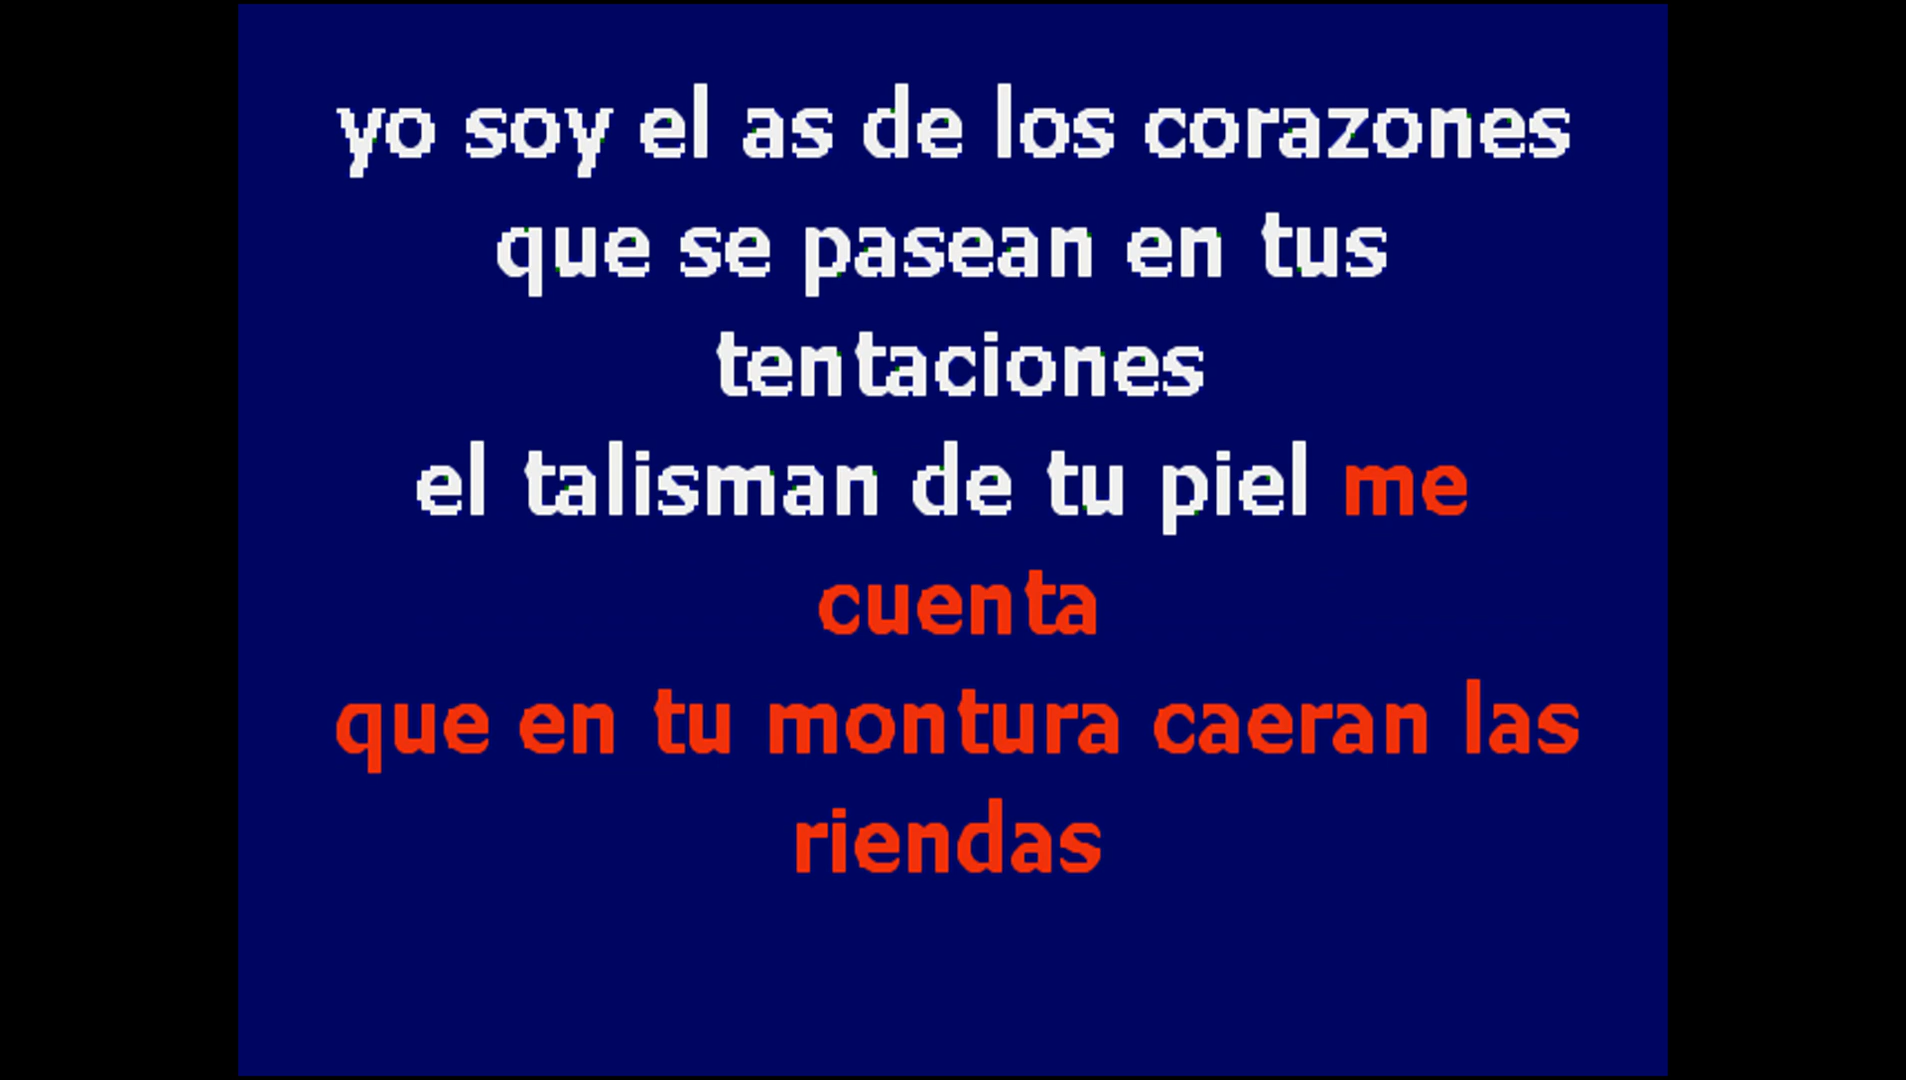 yo soy el as de los corazones
que se pasean en tus
tentaciones
el talisman de tu piel me
cuenta
que en tu montura caeran las
riendas